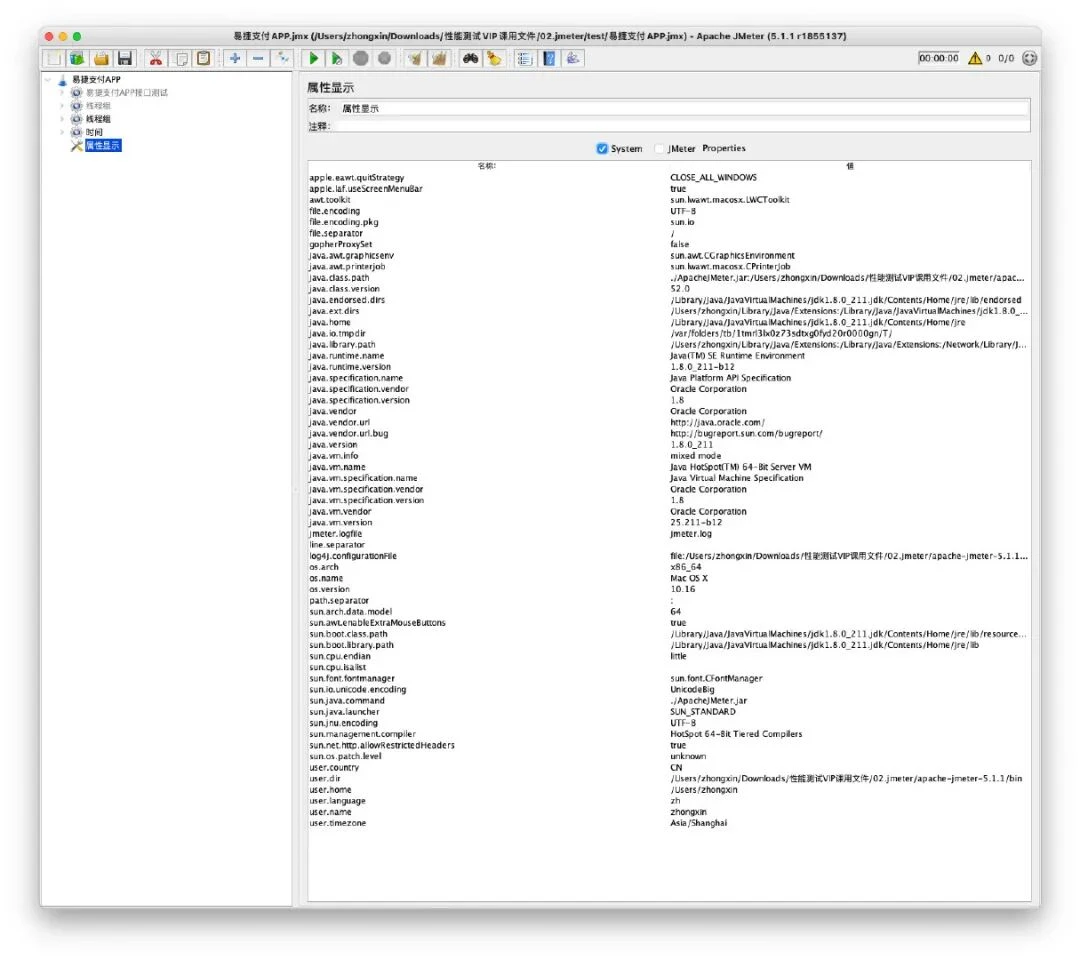 易捷支付APP.jmx (/Users/zhongxin/Downloads/性能测试VIP课用文件/02.jmeter/test/易捷支付APP.jmx) - Apache JMeter (5.1.1 r1855137)
00:00:00 0 0/0
易捷支付APP
易捷支付APP接口测试
线程组
线程组
时间
属性显示
属性显示
名称: 属性显示
注释:
System JMeter Properties
名称: 值
apple.eawt.quitStrategy CLOSE_ALL_WINDOWS
apple.laf.useScreenMenuBar true
awt.toolkit sun.lwawt.macosx.LWCToolkit
file.encoding UTF-8
file.encoding.pkg sun.io
file.separator /
gopherProxySet false
java.awt.graphicsenv sun.awt.CGraphicsEnvironment
java.awt.printerjob sun.lwawt.macosx.CPrinterJob
java.class.path ./ApacheJMeter.jar:/Users/zhongxin/Downloads/性能测试VIP课用文件/02.jmeter/apac...
java.class.version 52.0
java.endorsed.dirs /Library/Java/JavaVirtualMachines/jdk1.8.0_211.jdk/Contents/Home/jre/lib/endorsed
java.ext.dirs /Users/zhongxin/Library/Java/Extensions:/Library/Java/JavaVirtualMachines/jdk1.8.0_...
java.home /Library/Java/JavaVirtualMachines/jdk1.8.0_211.jdk/Contents/Home/jre
java.io.tmpdir /var/folders/tb/1tmrl3lx0z73sdtxg0fyd20r0000gn/T/
java.library.path /Users/zhongxin/Library/Java/Extensions:/Library/Java/Extensions:/Network/Library/J...
java.runtime.name Java(TM) SE Runtime Environment
java.runtime.version 1.8.0_211-b12
java.specification.name Java Platform API Specification
java.specification.vendor Oracle Corporation
java.specification.version 1.8
java.vendor Oracle Corporation
java.vendor.url http://java.oracle.com/
java.vendor.url.bug http://bugreport.sun.com/bugreport/
java.version 1.8.0_211
java.vm.info mixed mode
java.vm.name Java HotSpot(TM) 64-Bit Server VM
java.vm.specification.name Java Virtual Machine Specification
java.vm.specification.vendor Oracle Corporation
java.vm.specification.version 1.8
java.vm.vendor Oracle Corporation
java.vm.version 25.211-b12
jmeter.logfile jmeter.log
line.separator
log4j.configurationFile file:/Users/zhongxin/Downloads/性能测试VIP课用文件/02.jmeter/apache-jmeter-5.1.1...
os.arch x86_64
os.name Mac OS X
os.version 10.16
path.separator :
sun.arch.data.model 64
sun.awt.enableExtraMouseButtons true
sun.boot.class.path /Library/Java/JavaVirtualMachines/jdk1.8.0_211.jdk/Contents/Home/jre/lib/resource...
sun.boot.library.path /Library/Java/JavaVirtualMachines/jdk1.8.0_211.jdk/Contents/Home/jre/lib
sun.cpu.endian little
sun.cpu.isalist
sun.font.fontmanager sun.font.CFontManager
sun.io.unicode.encoding UnicodeBig
sun.java.command ./ApacheJMeter.jar
sun.java.launcher SUN_STANDARD
sun.jnu.encoding UTF-8
sun.management.compiler HotSpot 64-Bit Tiered Compilers
sun.net.http.allowRestrictedHeaders true
sun.os.patch.level unknown
user.country CN
user.dir /Users/zhongxin/Downloads/性能测试VIP课用文件/02.jmeter/apache-jmeter-5.1.1/bin
user.home /Users/zhongxin
user.language zh
user.name zhongxin
user.timezone Asia/Shanghai